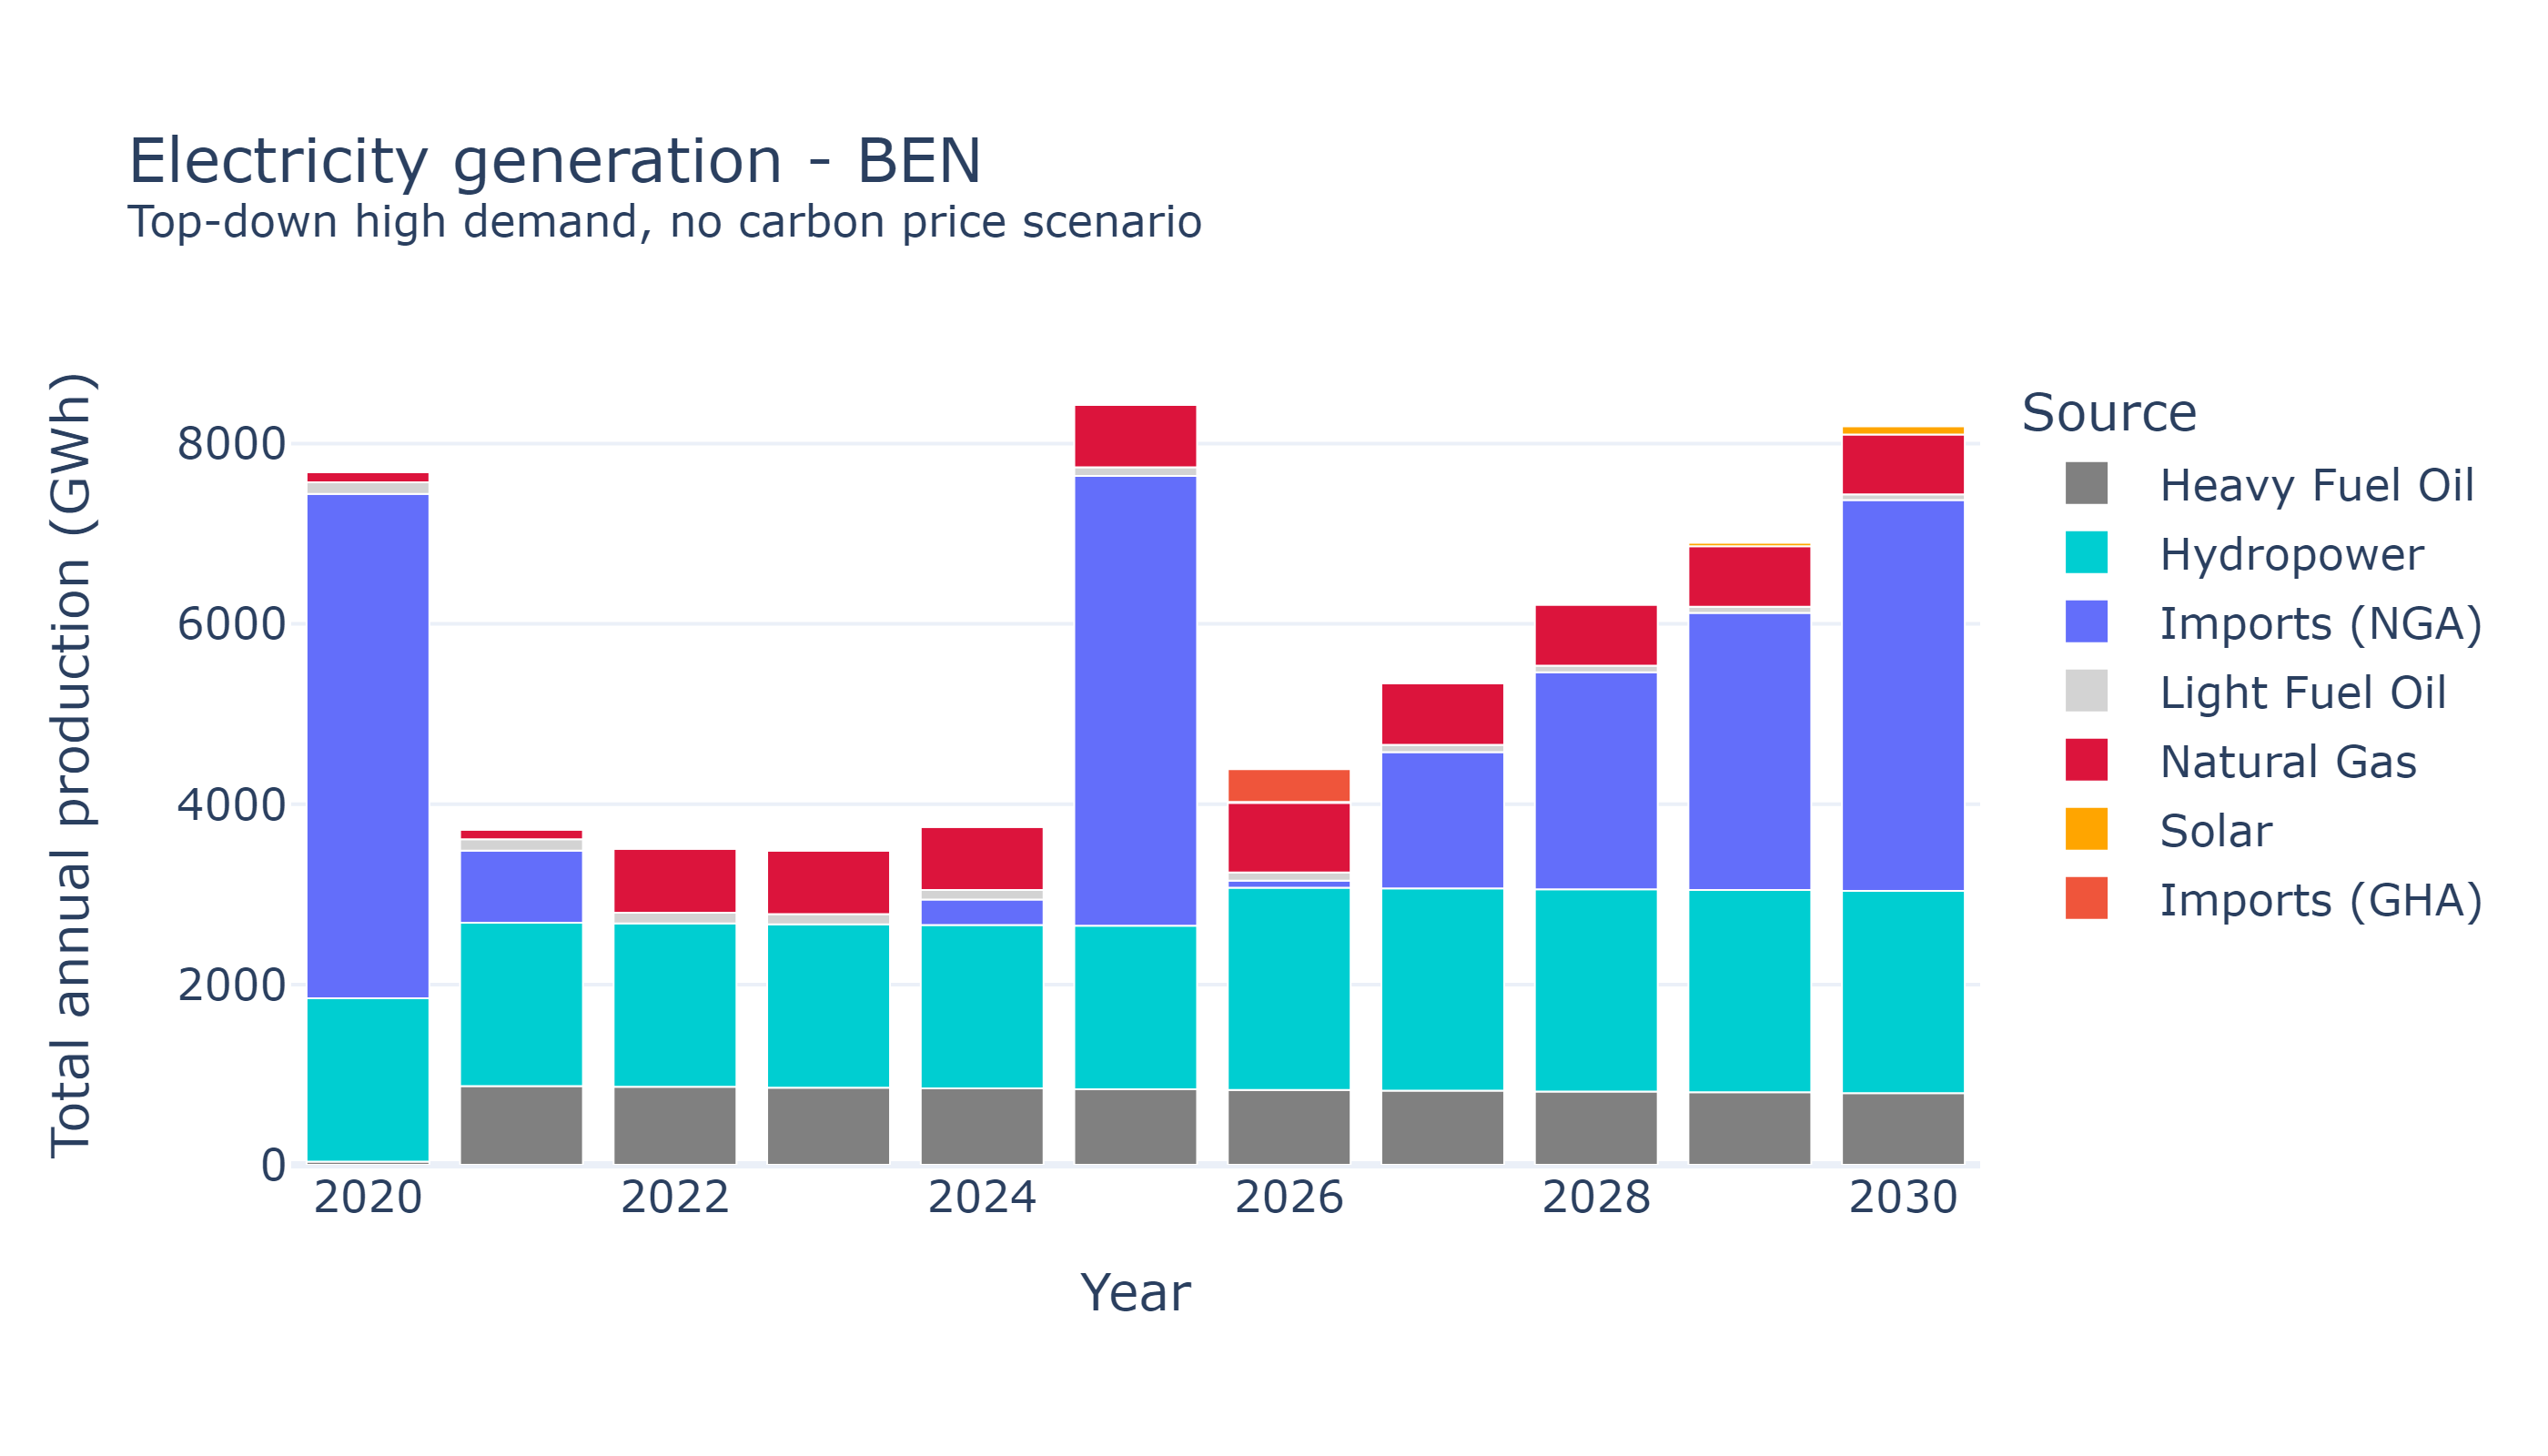 Electricity generation - BEN
Top-down high demand, no carbon price scenario
Total annual production (GWh)
8000
6000
4000
2000
0
2020
2022
2024
2026
2028
2030
Year
Source
Heavy Fuel Oil
Hydropower
Imports (NGA)
Light Fuel Oil
Natural Gas
Solar
Imports (GHA)